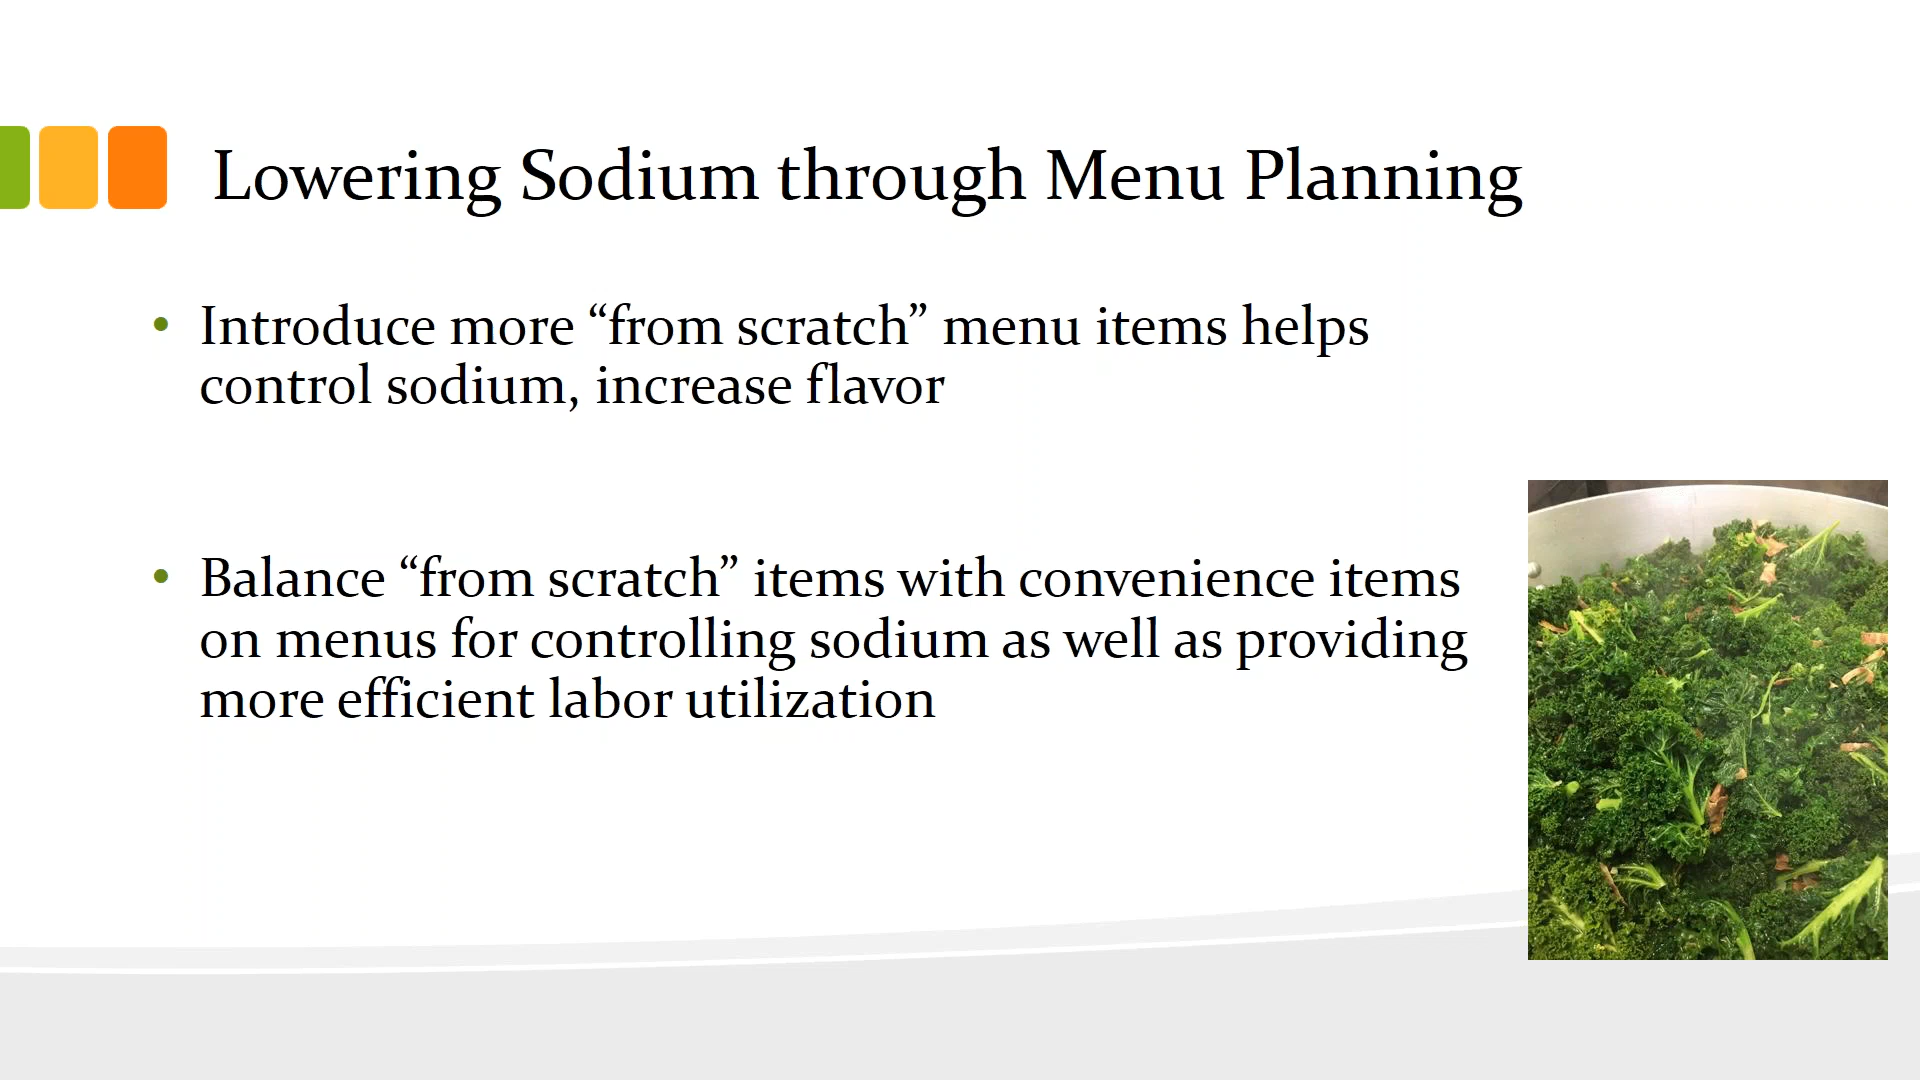 Lowering Sodium through Menu Planning
• Introduce more “from scratch” menu items helps
control sodium, increase flavor
• Balance “from scratch” items with convenience items
on menus for controlling sodium as well as providing
more efficient labor utilization